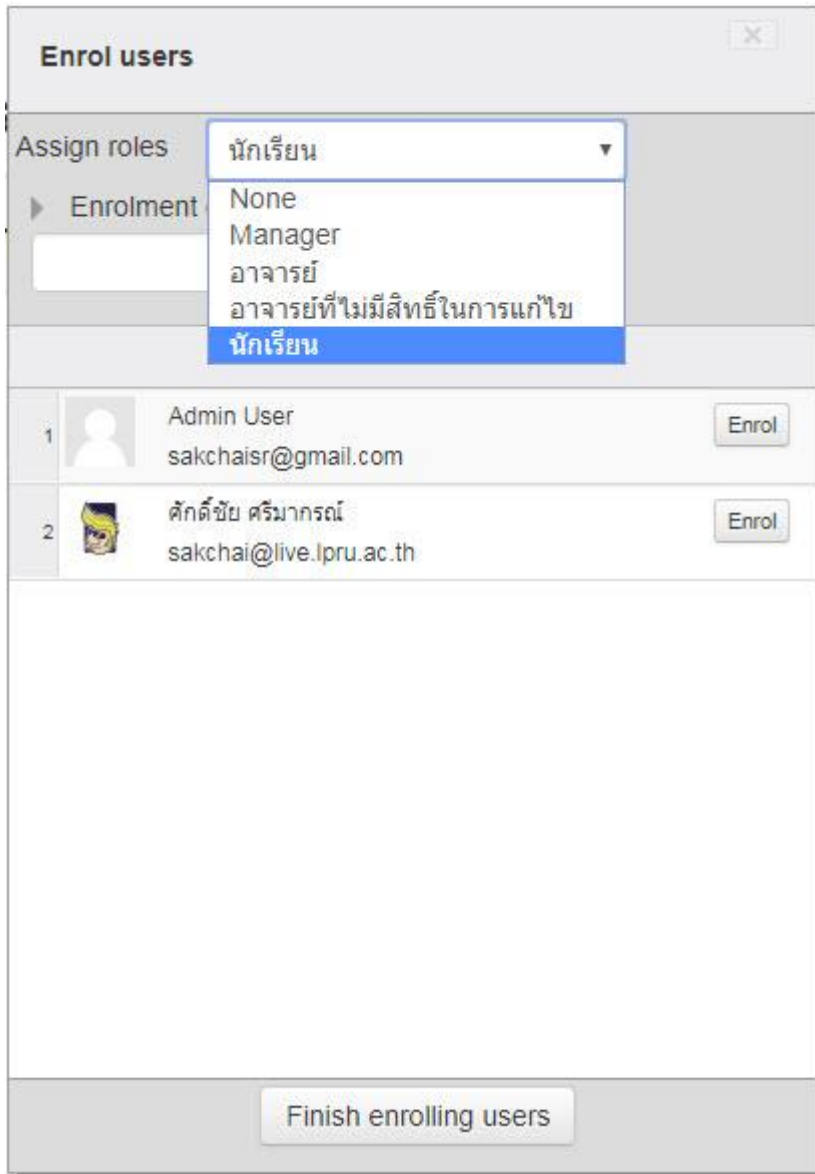 Enrol users
Assign roles
นักเรียน
Enrolment
None
Manager
อาจารย์
อาจารย์ที่ไม่มีสิทธิ์ในการแก้ไข
นักเรียน
1
Admin User
sakchaisr@gmail.com
Enrol
2
ศักดิ์ชัย ศรีมากรณ์
sakchai@live.lpru.ac.th
Enrol
Finish enrolling users